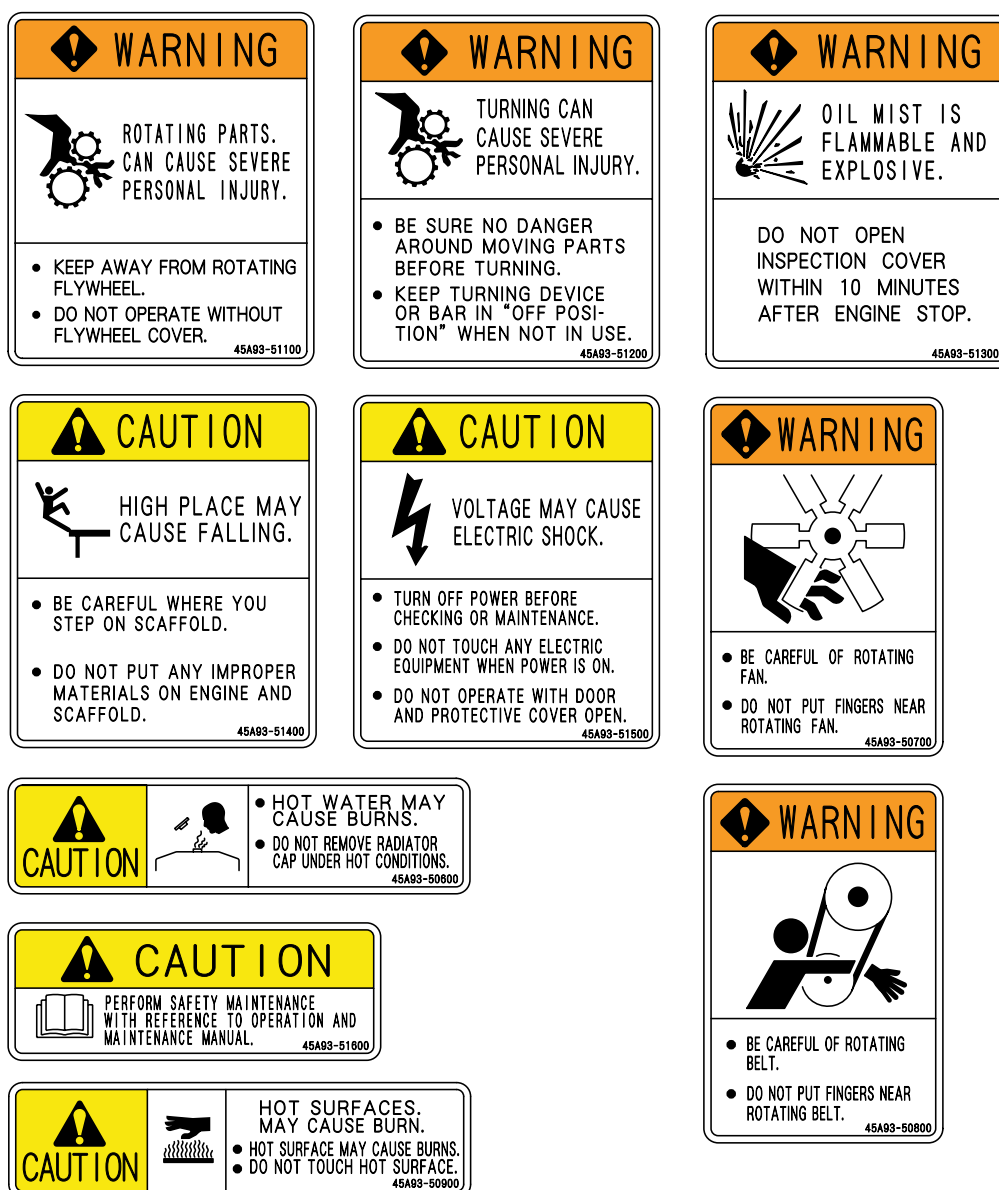 WARNING
ROTATING PARTS.
CAN CAUSE SEVERE
PERSONAL INJURY.
● KEEP AWAY FROM ROTATING
FLYWHEEL.
● DO NOT OPERATE WITHOUT
FLYWHEEL COVER.
45A93-51100
WARNING
TURNING CAN
CAUSE SEVERE
PERSONAL INJURY.
● BE SURE NO DANGER
AROUND MOVING PARTS
BEFORE TURNING.
● KEEP TURNING DEVICE
OR BAR IN “OFF POSI-
TION” WHEN NOT IN USE.
45A93-51200
WARNING
OIL MIST IS
FLAMMABLE AND
EXPLOSIVE.
DO NOT OPEN
INSPECTION COVER
WITHIN 10 MINUTES
AFTER ENGINE STOP.
45A93-51300
CAUTION
HIGH PLACE MAY
CAUSE FALLING.
● BE CAREFUL WHERE YOU
STEP ON SCAFFOLD.
● DO NOT PUT ANY IMPROPER
MATERIALS ON ENGINE AND
SCAFFOLD.
45A93-51400
CAUTION
VOLTAGE MAY CAUSE
ELECTRIC SHOCK.
● TURN OFF POWER BEFORE
CHECKING OR MAINTENANCE.
● DO NOT TOUCH ANY ELECTRIC
EQUIPMENT WHEN POWER IS ON.
● DO NOT OPERATE WITH DOOR
AND PROTECTIVE COVER OPEN.
45A93-51500
WARNING
● BE CAREFUL OF ROTATING
FAN.
● DO NOT PUT FINGERS NEAR
ROTATING FAN.
45A93-50700
CAUTION
● HOT WATER MAY
CAUSE BURNS.
● DO NOT REMOVE RADIATOR
CAP UNDER HOT CONDITIONS.
45A93-50600
WARNING
● BE CAREFUL OF ROTATING
BELT.
● DO NOT PUT FINGERS NEAR
ROTATING BELT.
45A93-50800
CAUTION
PERFORM SAFETY MAINTENANCE
WITH REFERENCE TO OPERATION AND
MAINTENANCE MANUAL.
45A93-51600
CAUTION
HOT SURFACES.
MAY CAUSE BURN.
● HOT SURFACE MAY CAUSE BURNS.
● DO NOT TOUCH HOT SURFACE.
45A93-50900